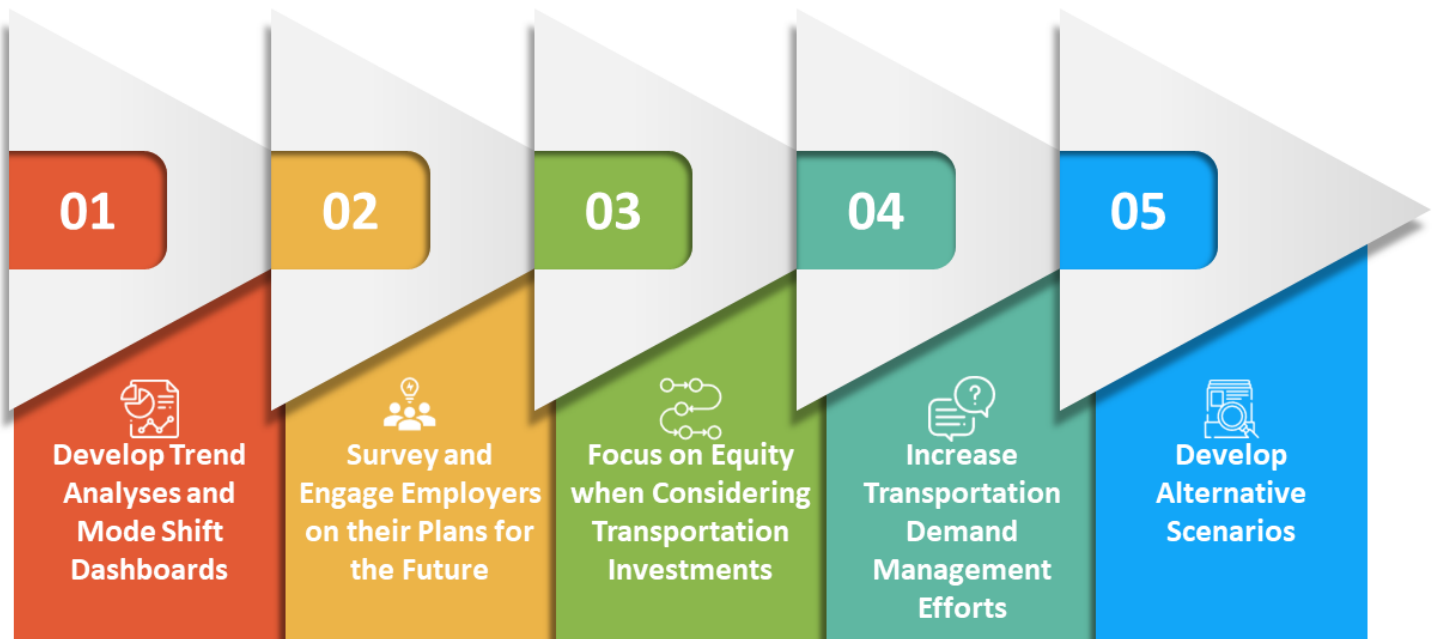 01
02
03
04
05
Develop Trend
Analyses and
Mode Shift
Dashboards
Survey and
Engage Employers
on their Plans for
the Future
Focus on Equity
when Considering
Transportation
Investments
Increase
Transportation
Demand
Management
Efforts
Develop
Alternative
Scenarios